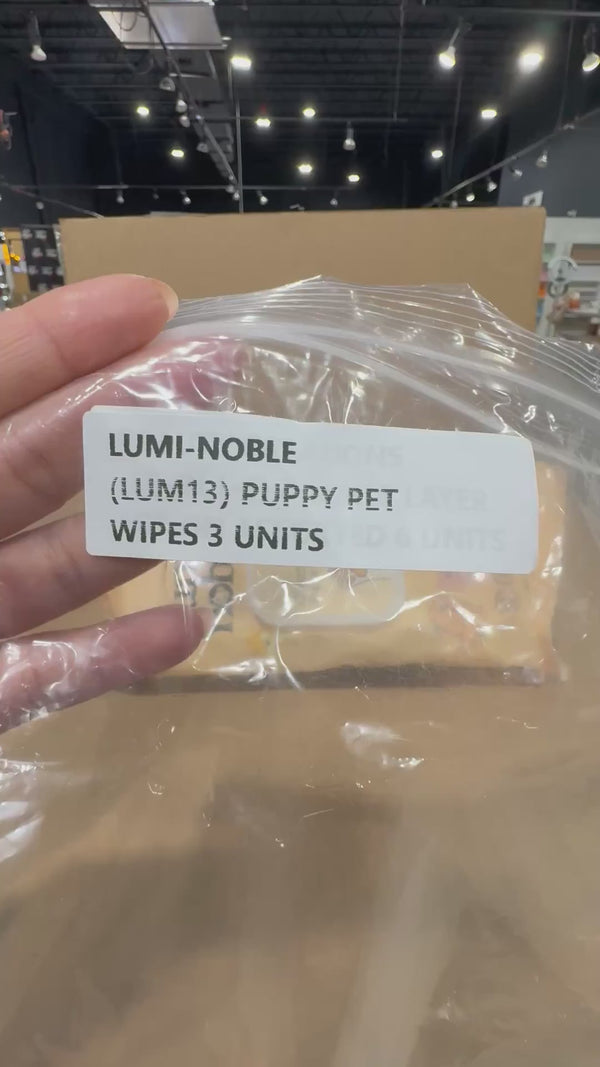 LUMI-NOBLE
(LUM13) PUPPY PET
WIPES 3 UNITS